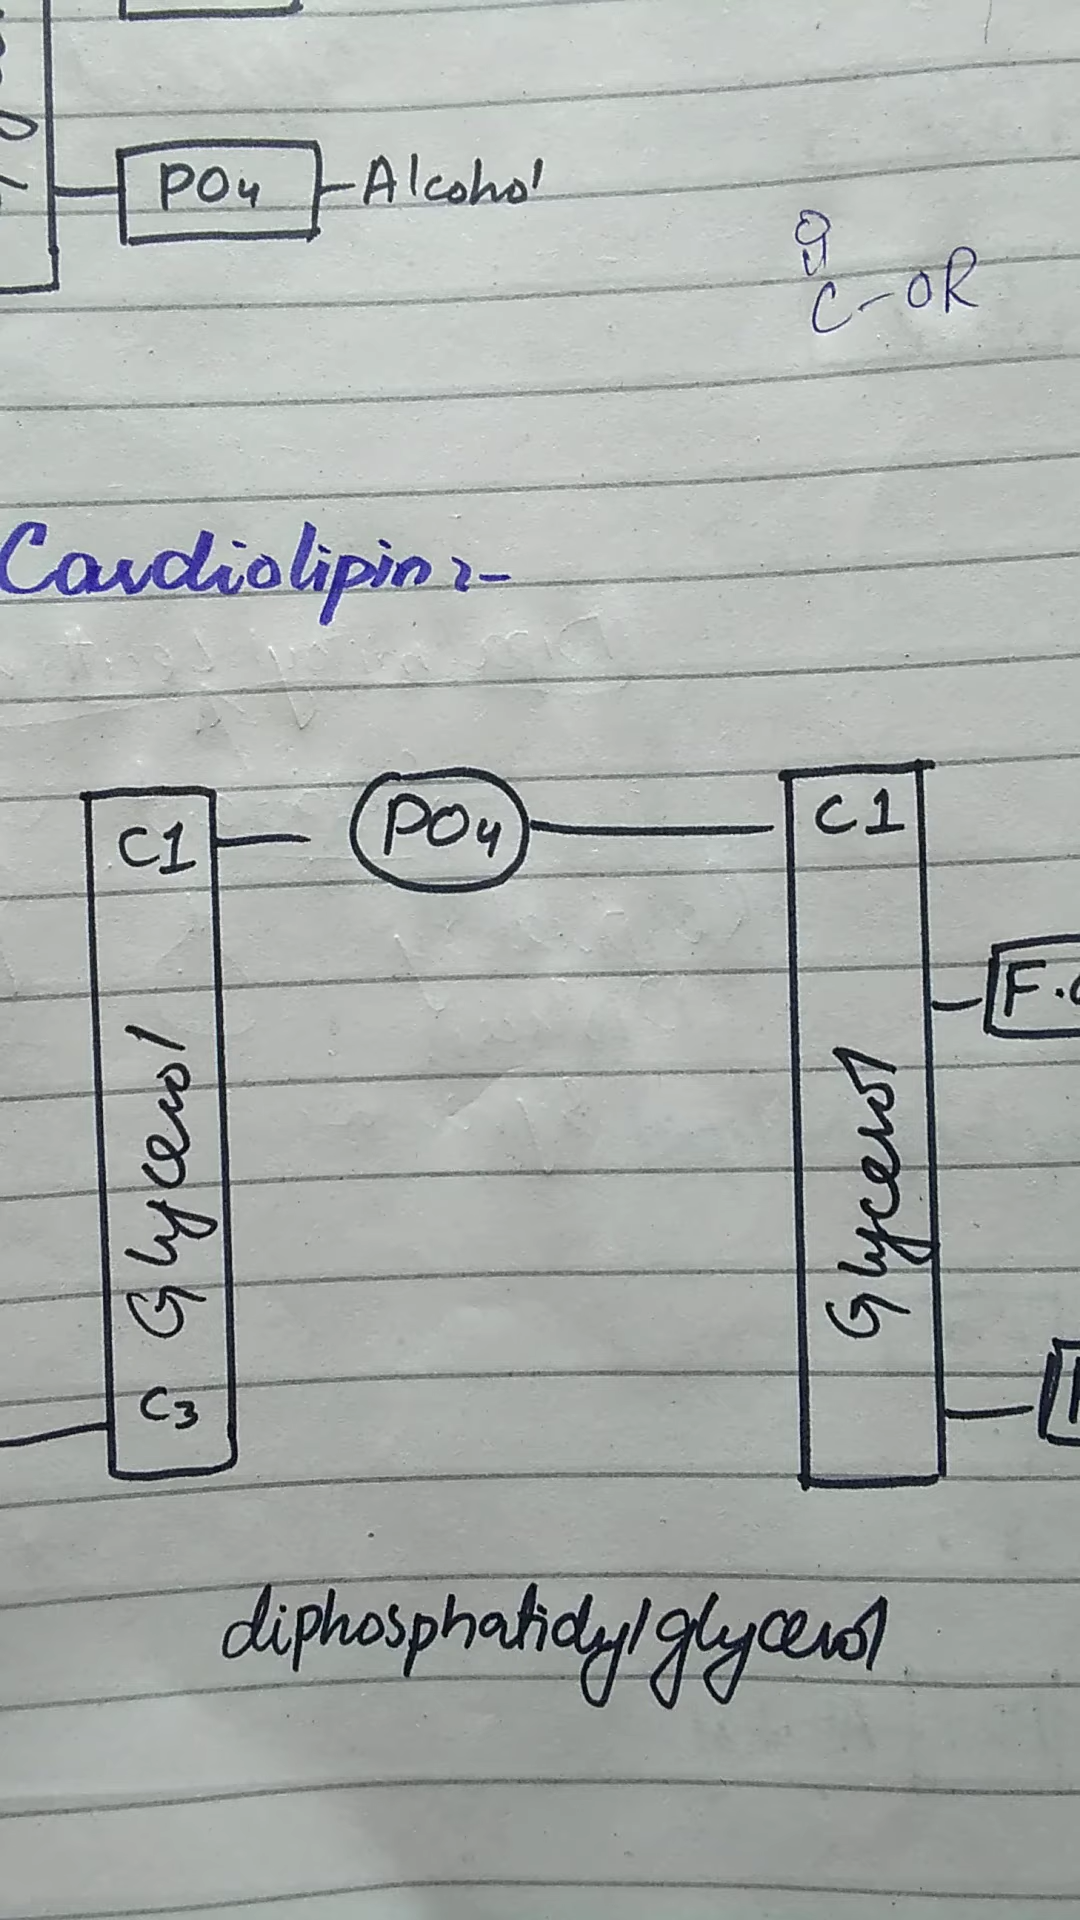 PO4 - Alcohol
O
C-OR
Cardiolipin :-
C1 PO4 C1
F.
Glycerol Glycerol
C3
diphosphatidylglycerol